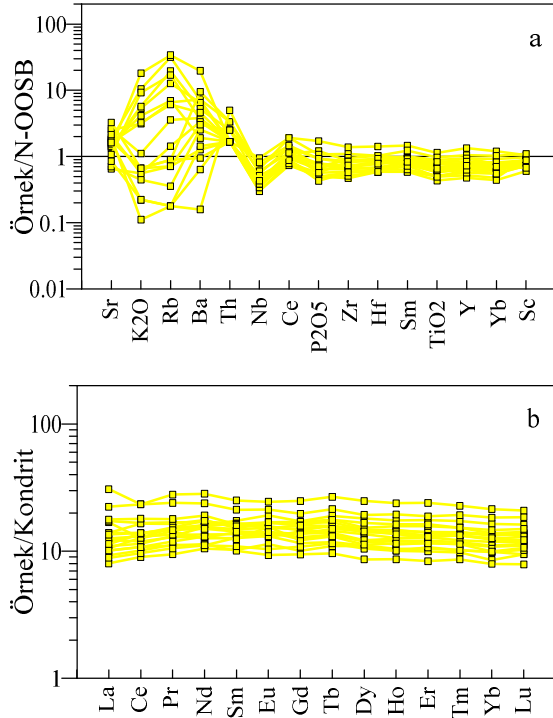 a
100
10
1
0.1
0.01
Örnek/N-OOSB
Sr K2O Rb Ba Th Nb Ce P2O5 Zr Hf Sm TiO2 Y Yb Sc
b
100
10
1
Örnek/Kondrit
La Ce Pr Nd Sm Eu Gd Tb Dy Ho Er Tm Yb Lu